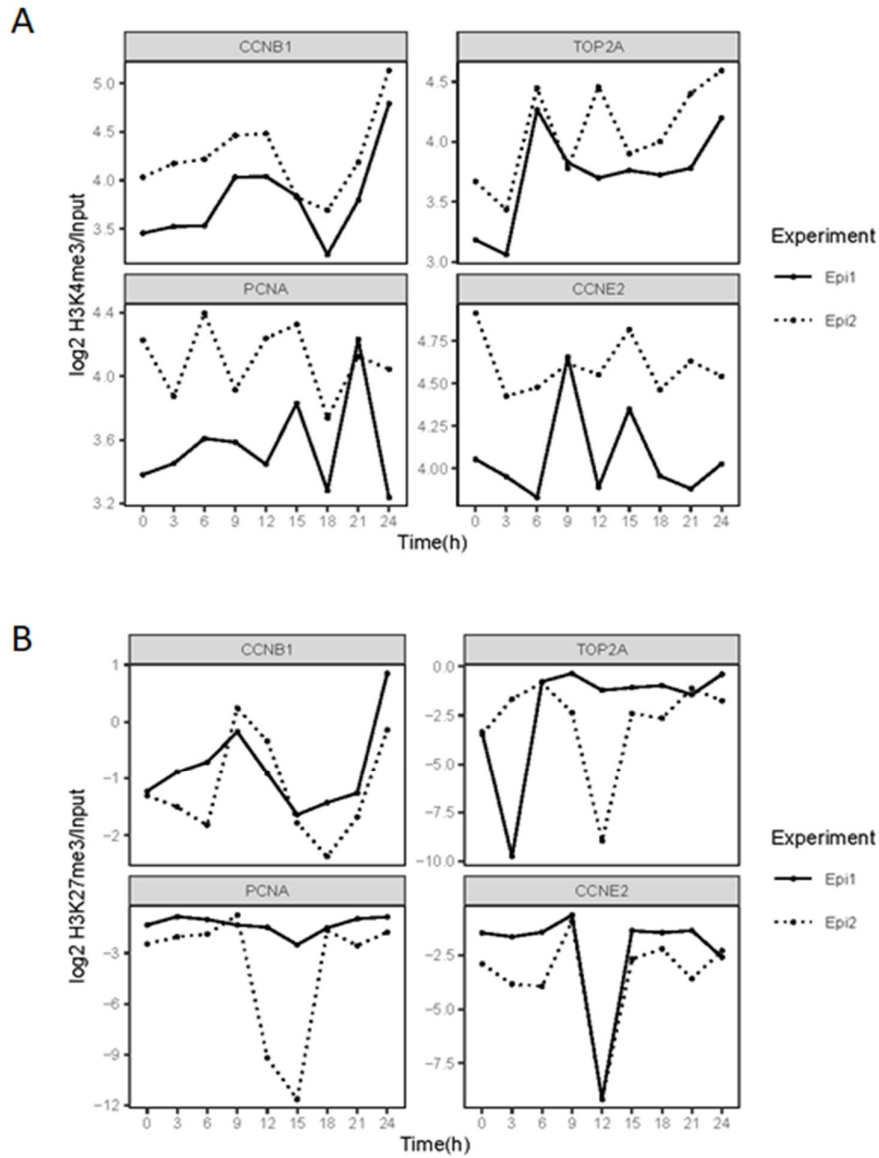 A
CCNB1 TOP2A
5.0
4.5
4.0
3.5
4.5
4.0
3.5
3.0
log2 H3K4me3/Input
PCNA CCNE2
4.4
4.0
3.6
3.2
4.75
4.50
4.25
4.00
0 3 6 9 12 15 18 21 24 0 3 6 9 12 15 18 21 24
Time(h)
Experiment
Epi1
Epi2
B
CCNB1 TOP2A
1
0
−1
−2
0.0
−2.5
−5.0
−7.5
−10.0
log2 H3K27me3/Input
PCNA CCNE2
−3
−6
−9
−12
−2.5
−5.0
−7.5
0 3 6 9 12 15 18 21 24 0 3 6 9 12 15 18 21 24
Time(h)
Experiment
Epi1
Epi2